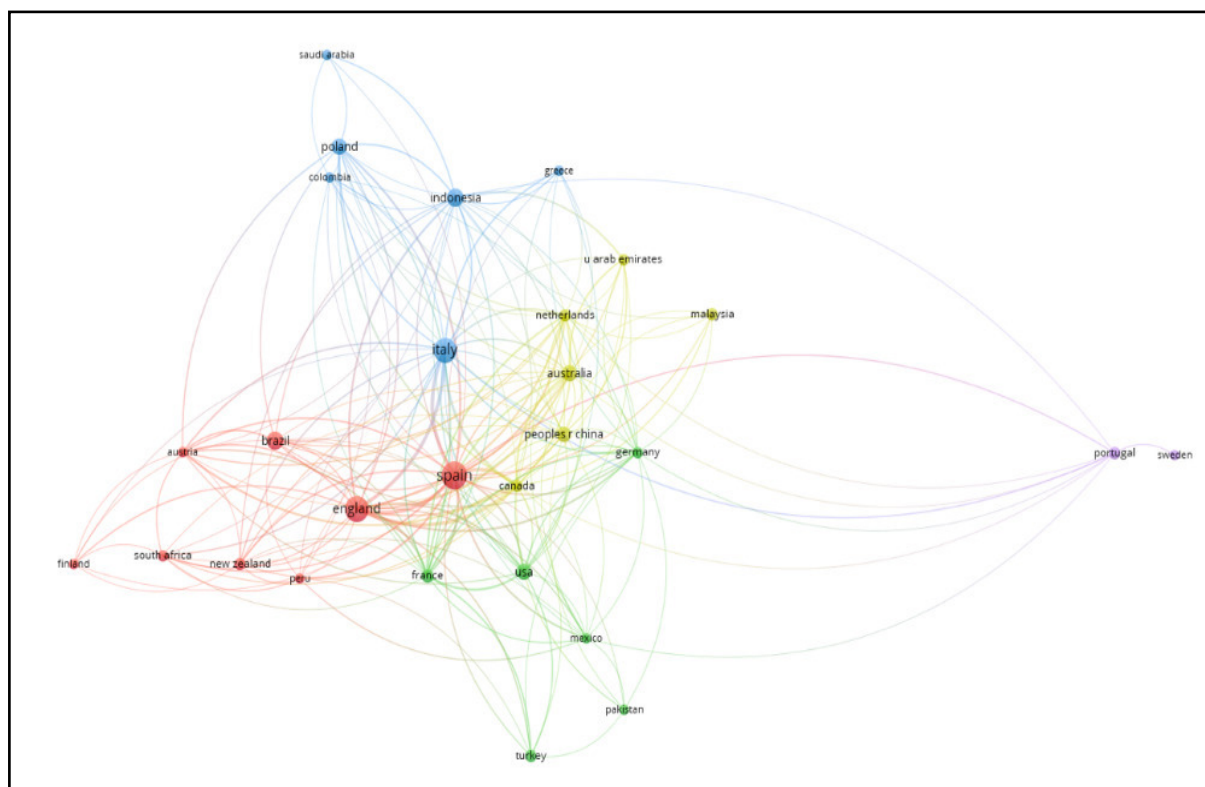 saudi arabia
poland
colombia
greece
indonesia
u arab emirates
netherlands
malaysia
italy
australia
peoples r china
brazil
austria
germany
portugal
sweden
spain
canada
england
south africa
finland
new zealand
peru
france
usa
mexico
pakistan
turkey